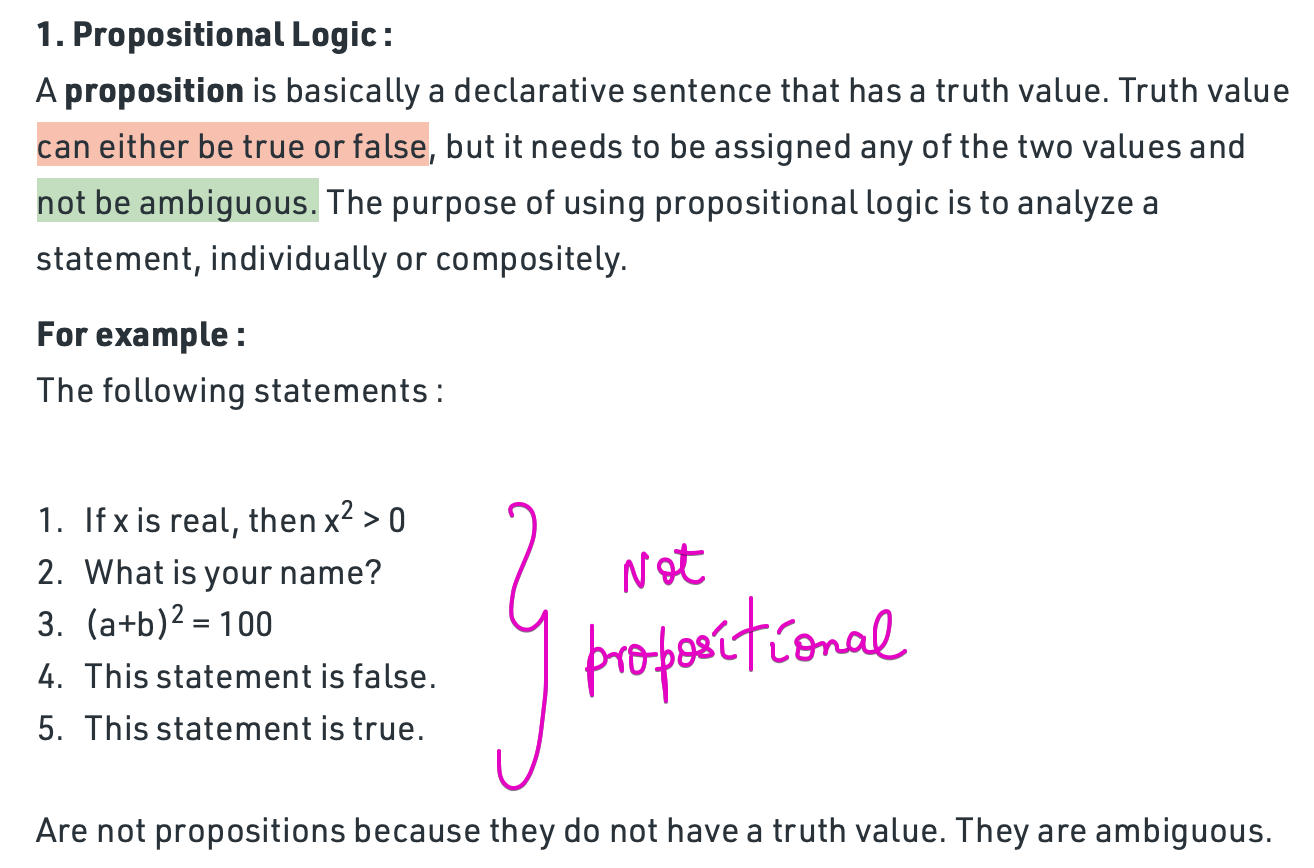 1. Propositional Logic :
A proposition is basically a declarative sentence that has a truth value. Truth value
can either be true or false, but it needs to be assigned any of the two values and
not be ambiguous. The purpose of using propositional logic is to analyze a
statement, individually or compositely.
For example :
The following statements :
1. If x is real, then x² > 0
2. What is your name?
3. (a+b)² = 100
4. This statement is false.
5. This statement is true.
Not
propositional
Are not propositions because they do not have a truth value. They are ambiguous.